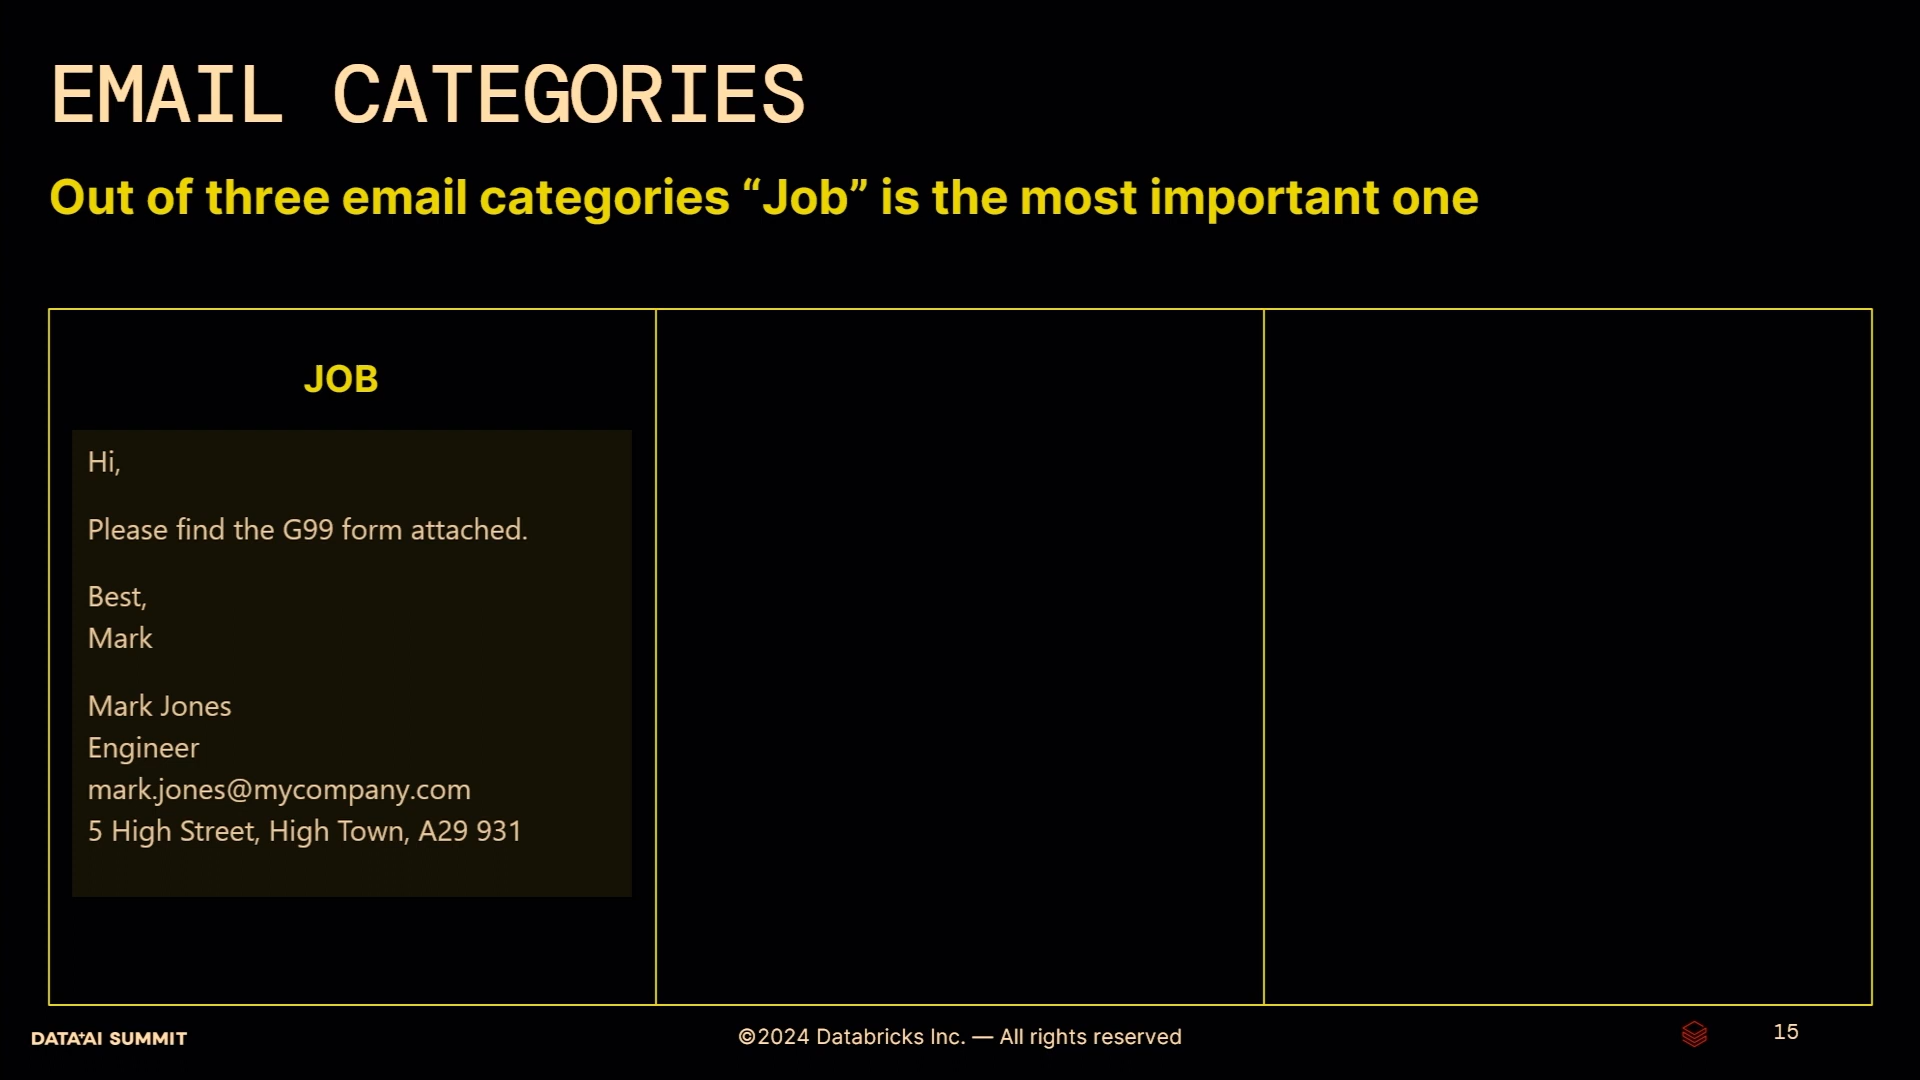 EMAIL CATEGORIES
Out of three email categories “Job” is the most important one
JOB
Hi,
Please find the G99 form attached.
Best,
Mark
Mark Jones
Engineer
mark.jones@mycompany.com
5 High Street, High Town, A29 931
DATA+AI SUMMIT
©2024 Databricks Inc. — All rights reserved
15